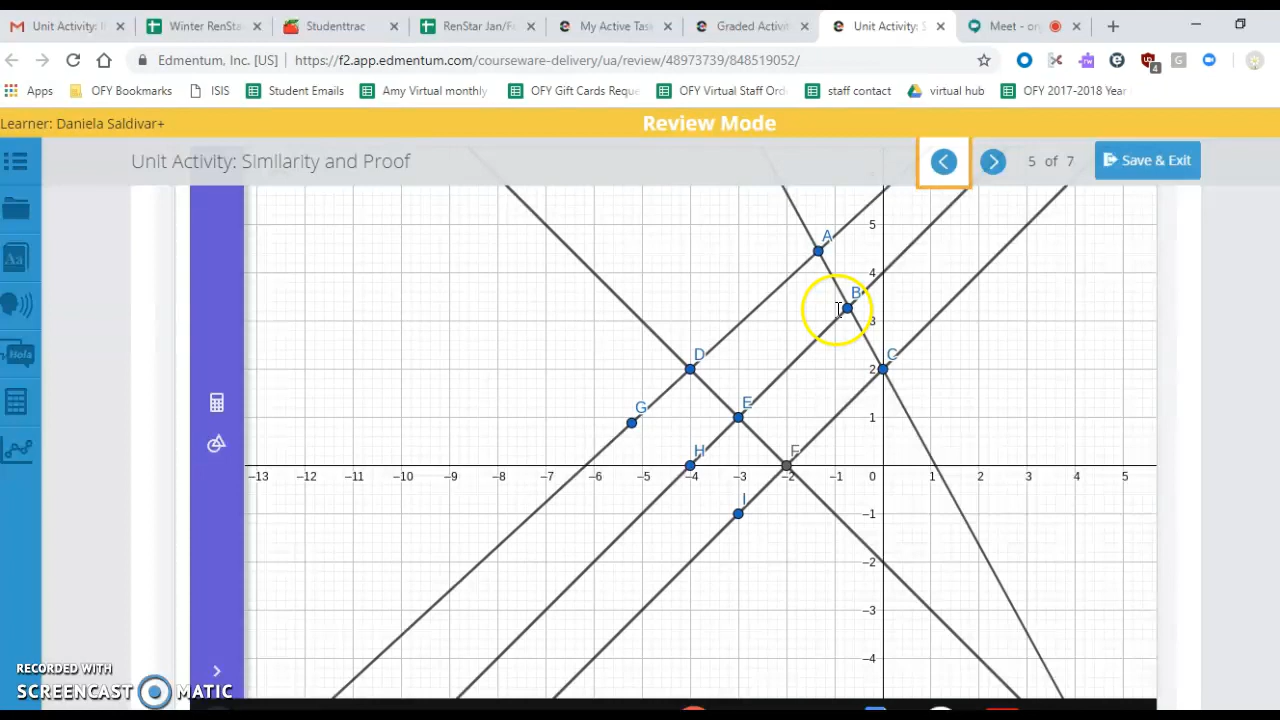 Unit Activity: I
Winter RenSta
Studenttrac
RenStar Jan/F
My Active Tas
Graded Activit
Unit Activity: S
Meet - on
Edmentum, Inc. [US]
https://f2.app.edmentum.com/courseware-delivery/ua/review/48973739/848519052/
4
Apps
OFY Bookmarks
ISIS
Student Emails
Amy Virtual monthly
OFY Gift Cards Reque
OFY Virtual Staff Ord
staff contact
virtual hub
OFY 2017-2018 Year
Learner: Daniela Saldivar+
Review Mode
Unit Activity: Similarity and Proof
5 of 7
Save & Exit
Aa
Hola
5
A
4
B
3
D
C
2
G
E
1
H
F
-13 -12 -11 -10 -9 -8 -7 -6 -5 -4 -3 -2 -1 0 1 2 3 4 5
I
-1
-2
-3
-4
RECORDED WITH
SCREENCAST MATIC